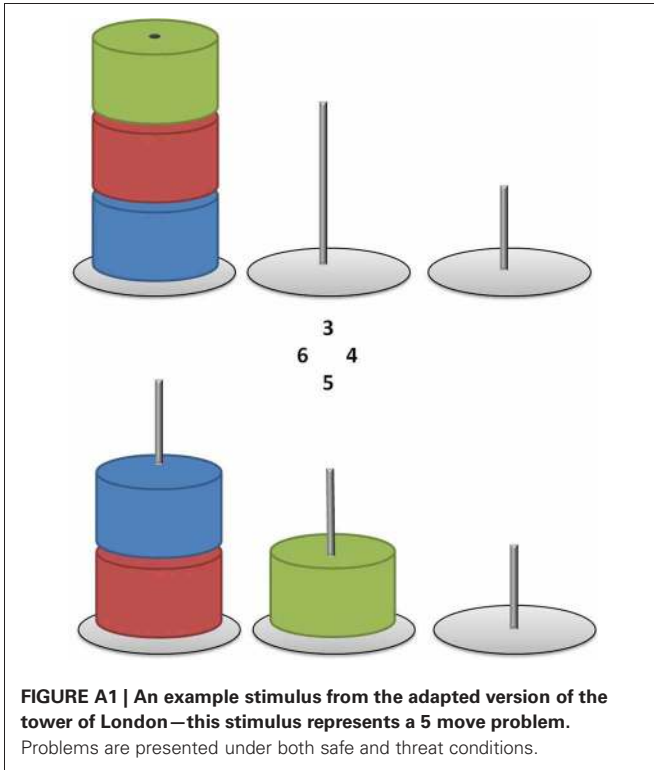 3
6 4
5
FIGURE A1 | An example stimulus from the adapted version of the
tower of London—this stimulus represents a 5 move problem.
Problems are presented under both safe and threat conditions.